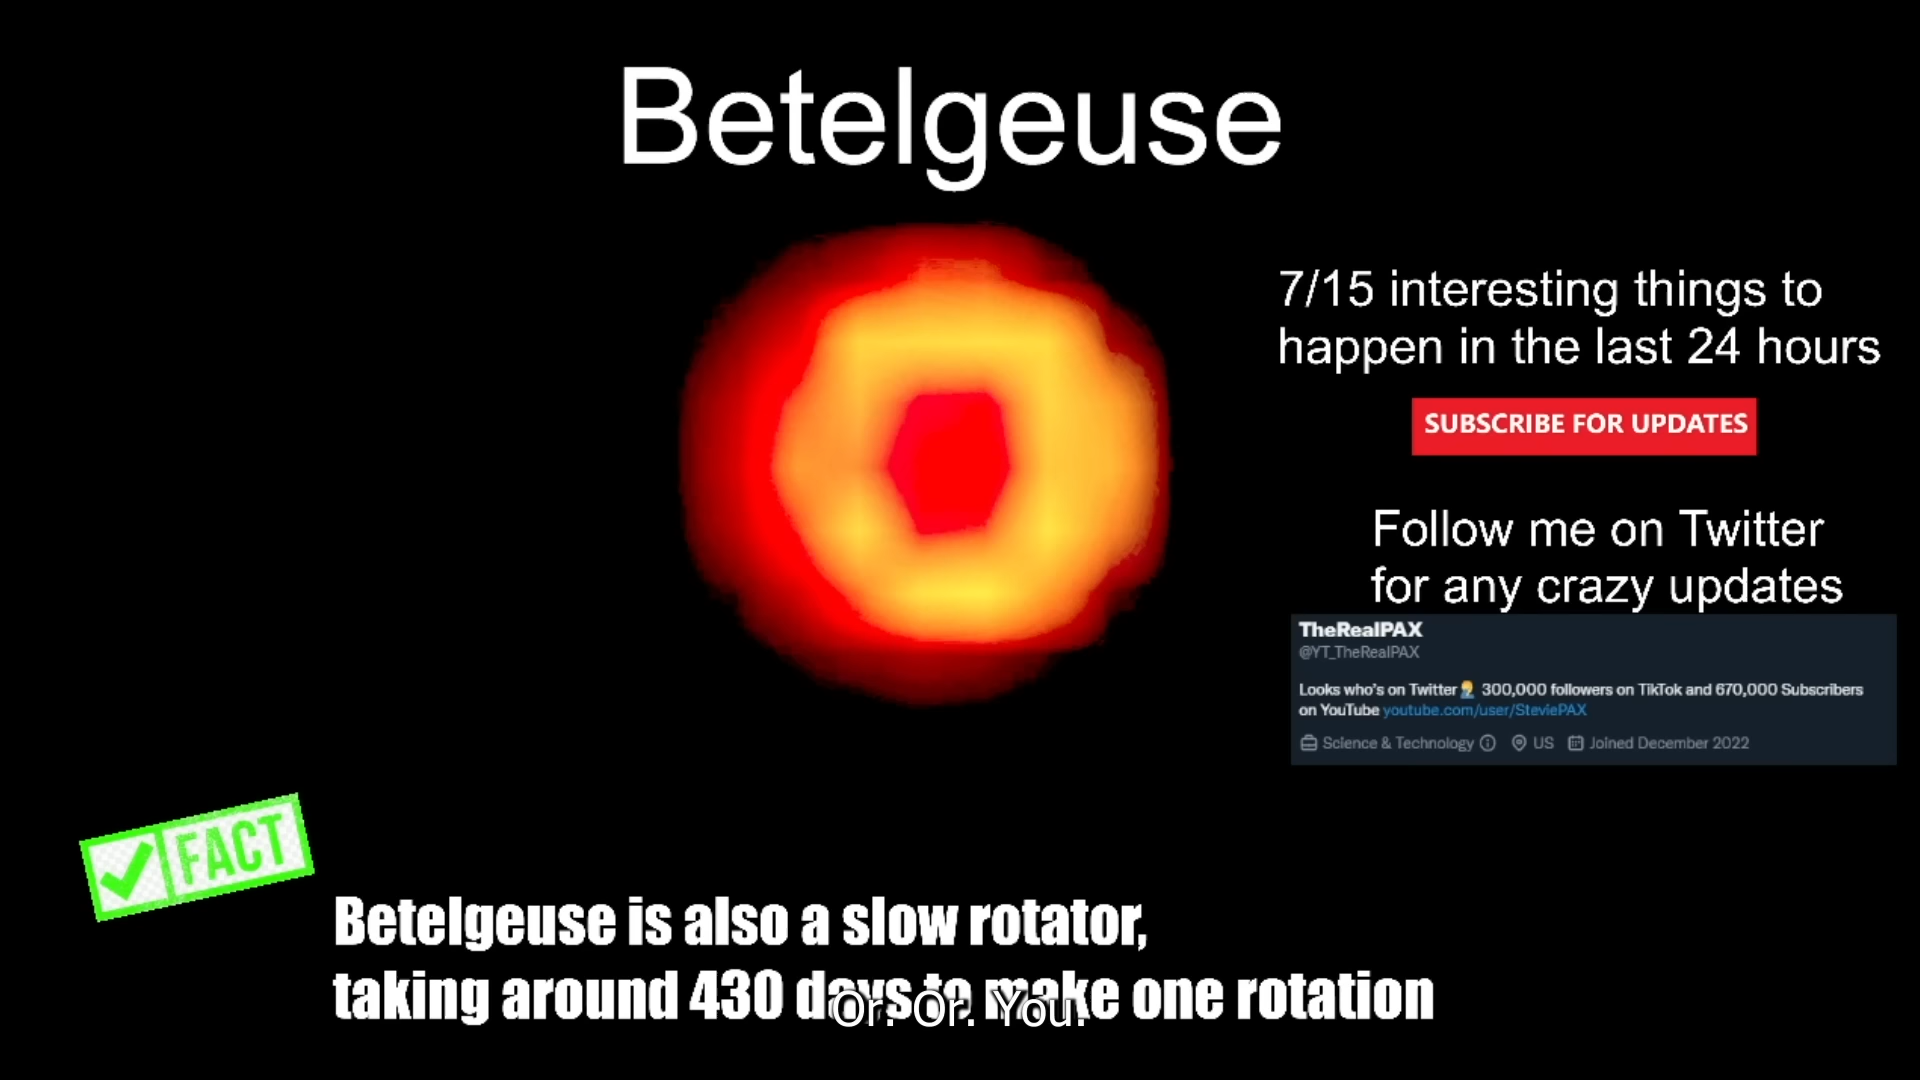 Betelgeuse
7/15 interesting things to
happen in the last 24 hours
SUBSCRIBE FOR UPDATES
Follow me on Twitter
for any crazy updates
TheRealPAX
@YT_TheRealPAX
Looks who's on Twitter 300,000 followers on TikTok and 670,000 Subscribers
on YouTube youtube.com/user/SteviePAX
Science & Technology US Joined December 2022
FACT
Betelgeuse is also a slow rotator,
taking around 430 days to make one rotation
Or. Or. You.